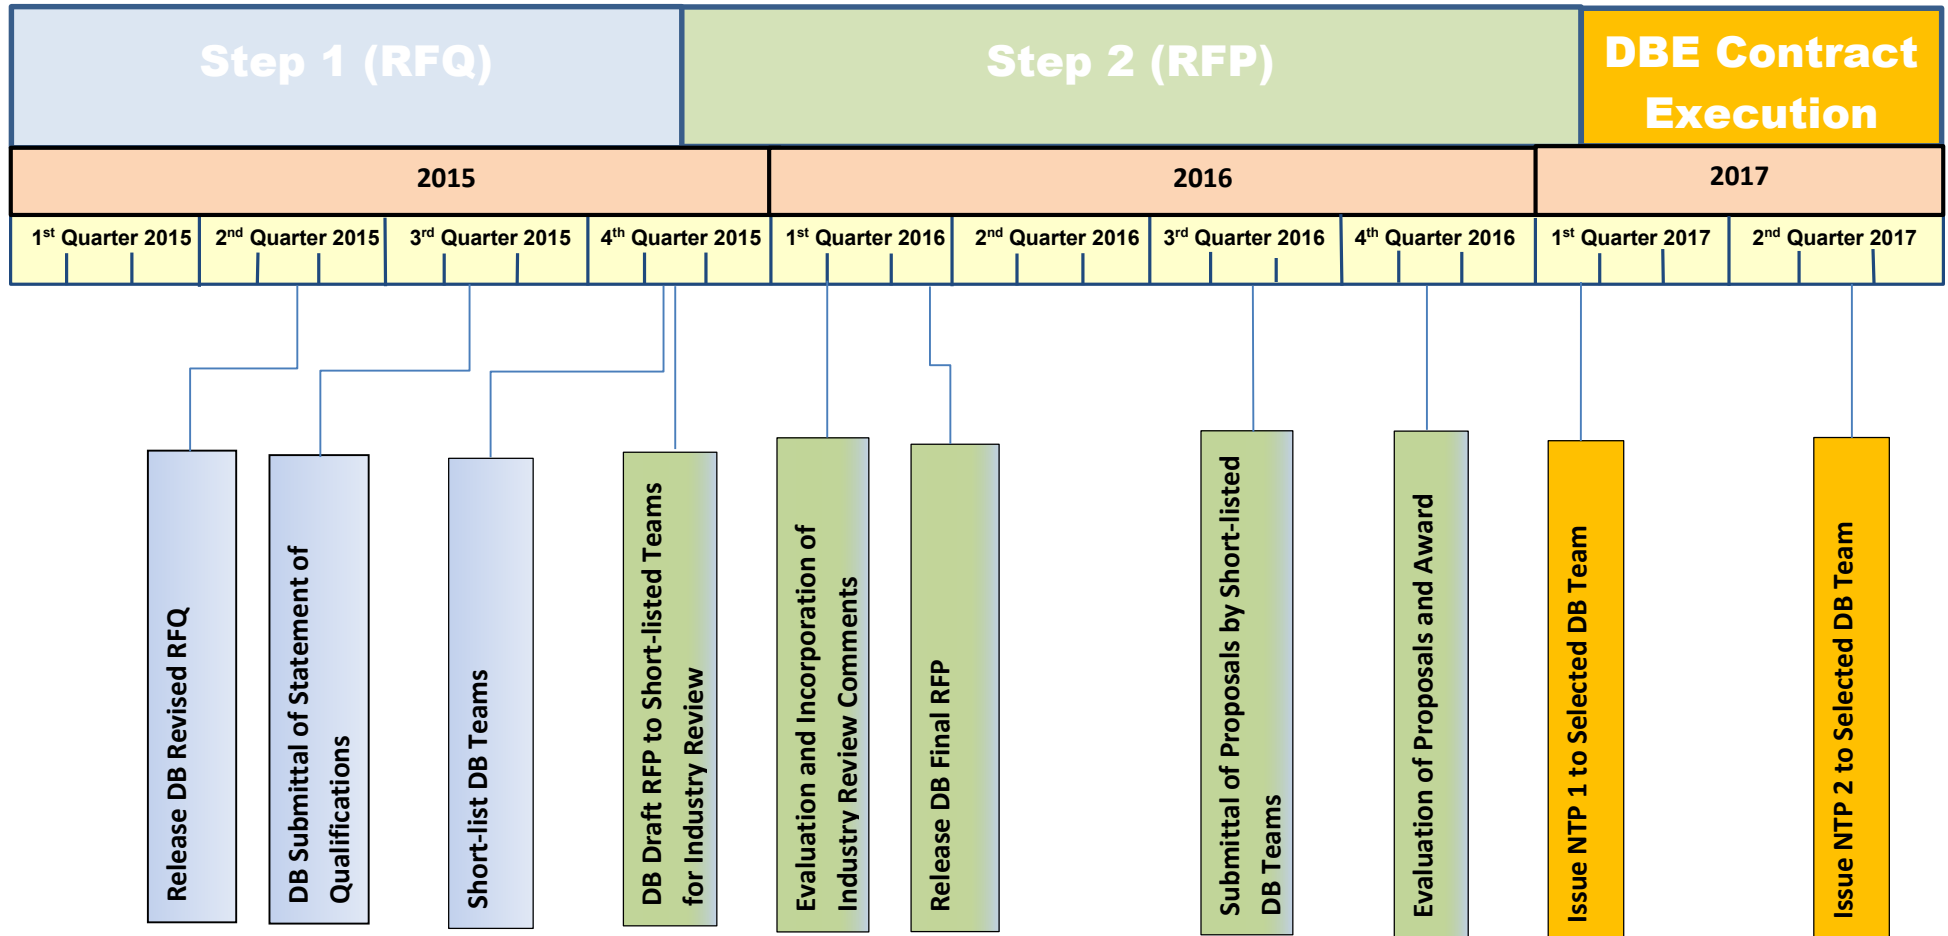 Step 1 (RFQ)
Step 2 (RFP)
DBE Contract
Execution
2015
2016
2017
1st Quarter 2015
2nd Quarter 2015
3rd Quarter 2015
4th Quarter 2015
1st Quarter 2016
2nd Quarter 2016
3rd Quarter 2016
4th Quarter 2016
1st Quarter 2017
2nd Quarter 2017
Release DB Revised RFQ
DB Submittal of Statement of
Qualifications
Short-list DB Teams
DB Draft RFP to Short-listed Teams
for Industry Review
Evaluation and Incorporation of
Industry Review Comments
Release DB Final RFP
Submittal of Proposals by Short-listed
DB Teams
Evaluation of Proposals and Award
Issue NTP 1 to Selected DB Team
Issue NTP 2 to Selected DB Team